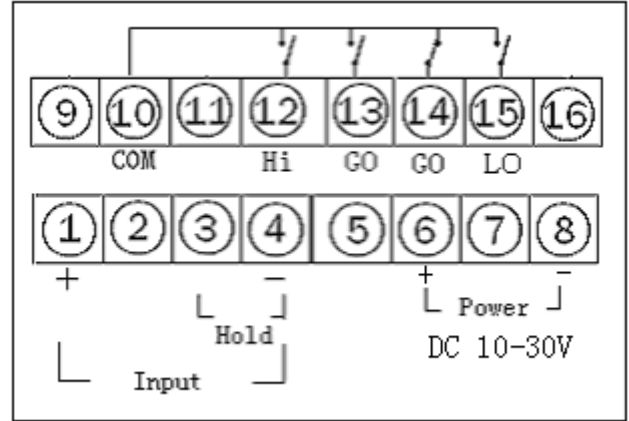 9 10 11 12 13 14 15 16
COM Hi GO GO LO
1 2 3 4 5 6 7 8
+ - + -
Hold Power
Input DC 10-30V